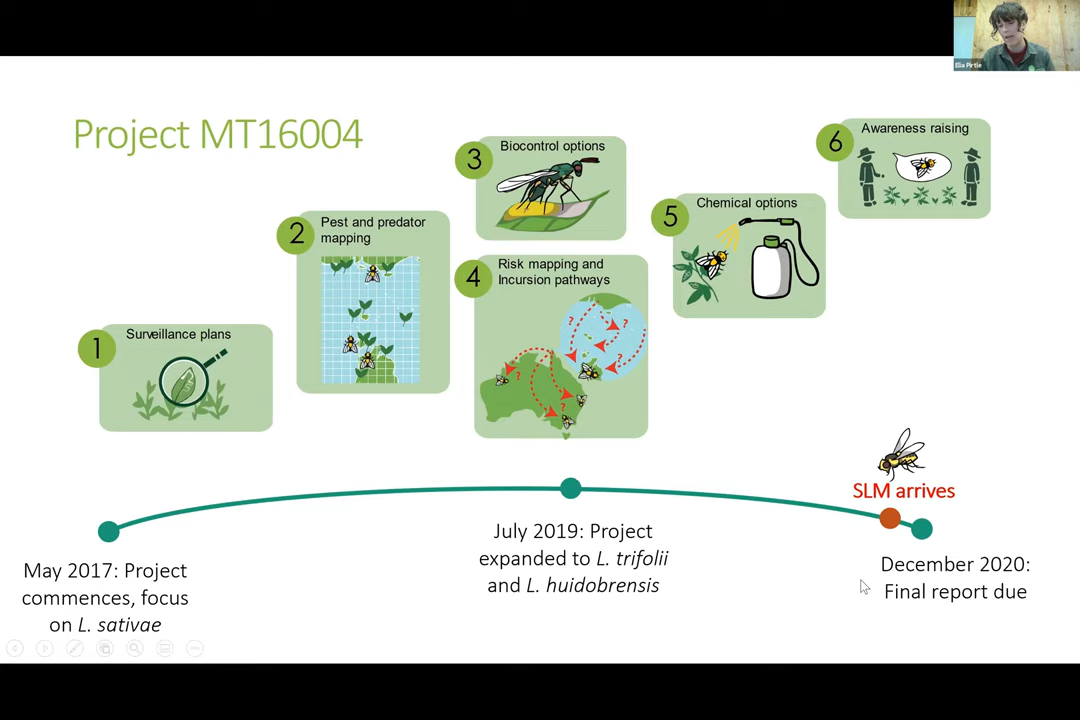 Elia Pirtle
Project MT16004
1
Surveillance plans
2
Pest and predator
mapping
3
Biocontrol options
4
Risk mapping and
Incursion pathways
?
?
?
?
?
?
5
Chemical options
6
Awareness raising
SLM arrives
May 2017: Project
commences, focus
on L. sativae
July 2019: Project
expanded to L. trifolii
and L. huidobrensis
December 2020:
Final report due